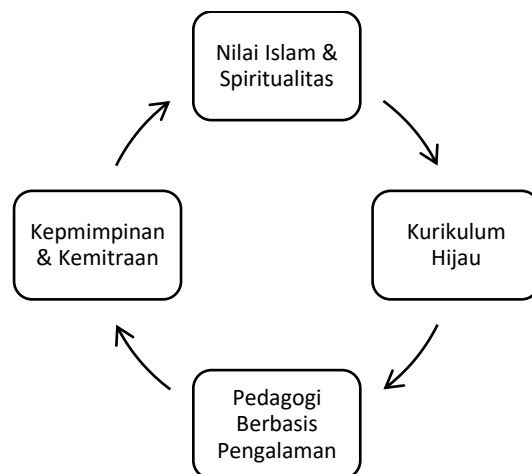 Nilai Islam &
Spiritualitas
Kurikulum
Hijau
Pedagogi
Berbasis
Pengalaman
Kepmimpinan
& Kemitraan